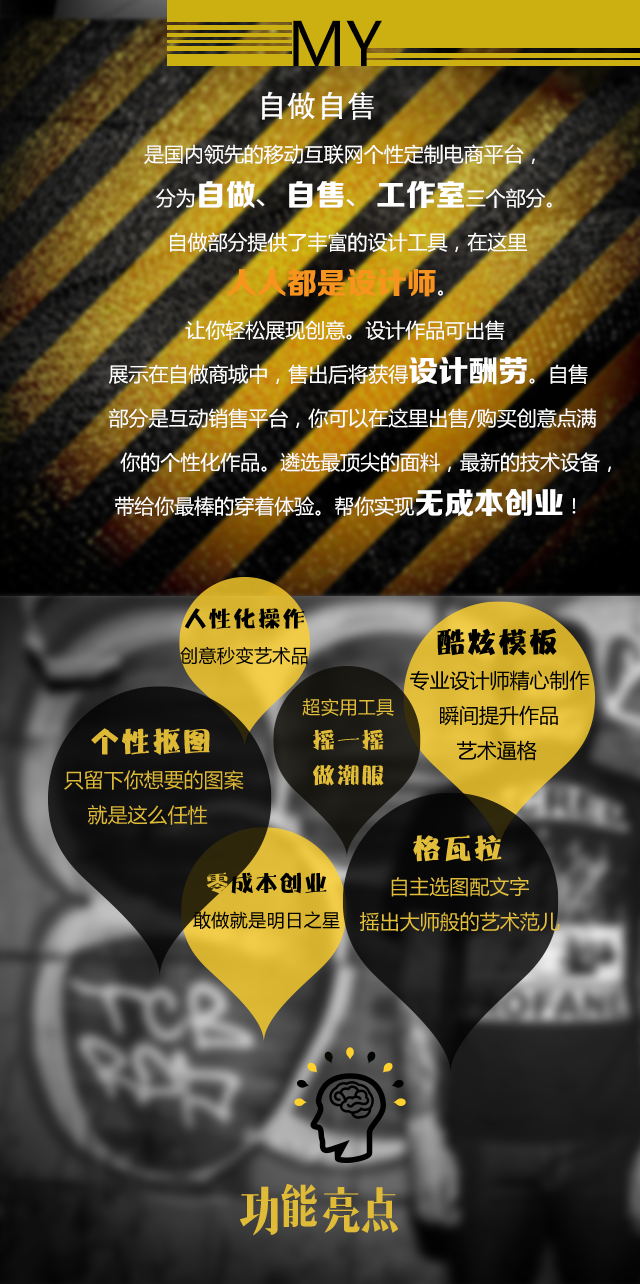 MY
自做自售
是国内领先的移动互联网个性定制电商平台，
分为自做、自售、工作室三个部分。
自做部分提供了丰富的设计工具，在这里
人人都是设计师。
让你轻松展现创意。设计作品可出售
展示在自做商城中，售出后将获得设计酬劳。自售
部分是互动销售平台，你可以在这里出售/购买创意点满
你的个性化作品。遴选最顶尖的面料，最新的技术设备，
带给你最棒的穿着体验。帮你实现无成本创业！
人性化操作
创意秒变艺术品
酷炫模板
专业设计师精心制作
瞬间提升作品
艺术逼格
超实用工具
摇一摇
做潮服
个性抠图
只留下你想要的图案
就是这么任性
格瓦拉
自主选图配文字
摇出大师般的艺术范儿
零成本创业
敢做就是明日之星
功能亮点